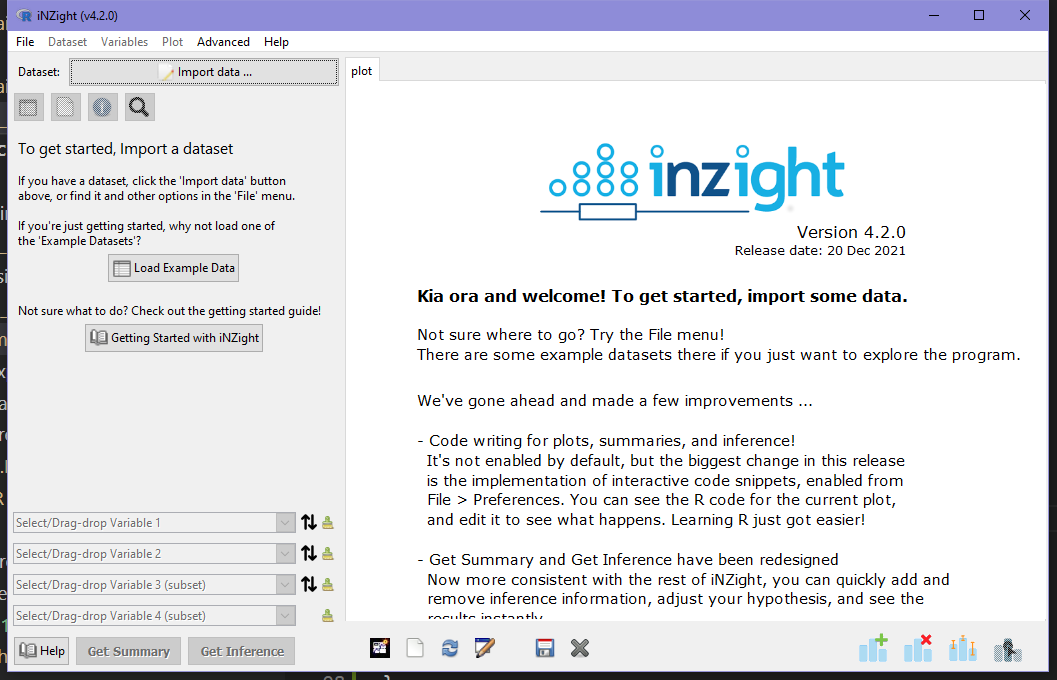 iNZight (v4.2.0)
File Dataset Variables Plot Advanced Help
Dataset: Import data ...
plot
To get started, Import a dataset
If you have a dataset, click the 'Import data' button
above, or find it and other options in the 'File' menu.
If you're just getting started, why not load one of
the 'Example Datasets'?
Load Example Data
Not sure what to do? Check out the getting started guide!
Getting Started with iNZight
Select/Drag-drop Variable 1
Select/Drag-drop Variable 2
Select/Drag-drop Variable 3 (subset)
Select/Drag-drop Variable 4 (subset)
Help Get Summary Get Inference
inzight
Version 4.2.0
Release date: 20 Dec 2021
Kia ora and welcome! To get started, import some data.
Not sure where to go? Try the File menu!
There are some example datasets there if you just want to explore the program.
We've gone ahead and made a few improvements ...
- Code writing for plots, summaries, and inference!
It's not enabled by default, but the biggest change in this release
is the implementation of interactive code snippets, enabled from
File > Preferences. You can see the R code for the current plot,
and edit it to see what happens. Learning R just got easier!
- Get Summary and Get Inference have been redesigned
Now more consistent with the rest of iNZight, you can quickly add and
remove inference information, adjust your hypothesis, and see the
results instantly